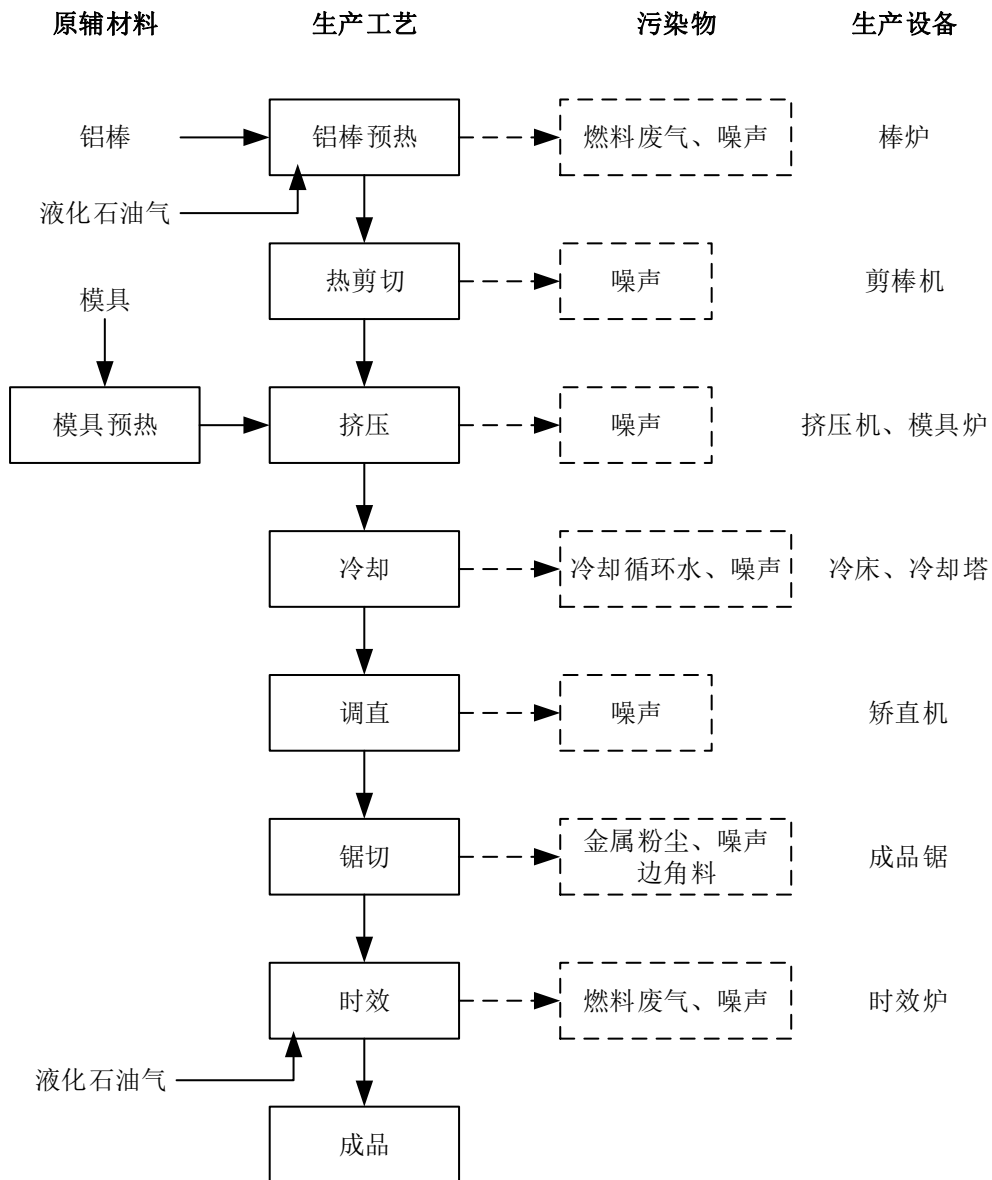 原辅材料 生产工艺 污染物 生产设备
铝棒 铝棒预热 燃料废气、噪声 棒炉
液化石油气
热剪切 噪声 剪棒机
模具
模具预热 挤压 噪声 挤压机、模具炉
冷却 冷却循环水、噪声 冷床、冷却塔
调直 噪声 矫直机
锯切 金属粉尘、噪声 成品锯
边角料
时效 燃料废气、噪声 时效炉
液化石油气
成品